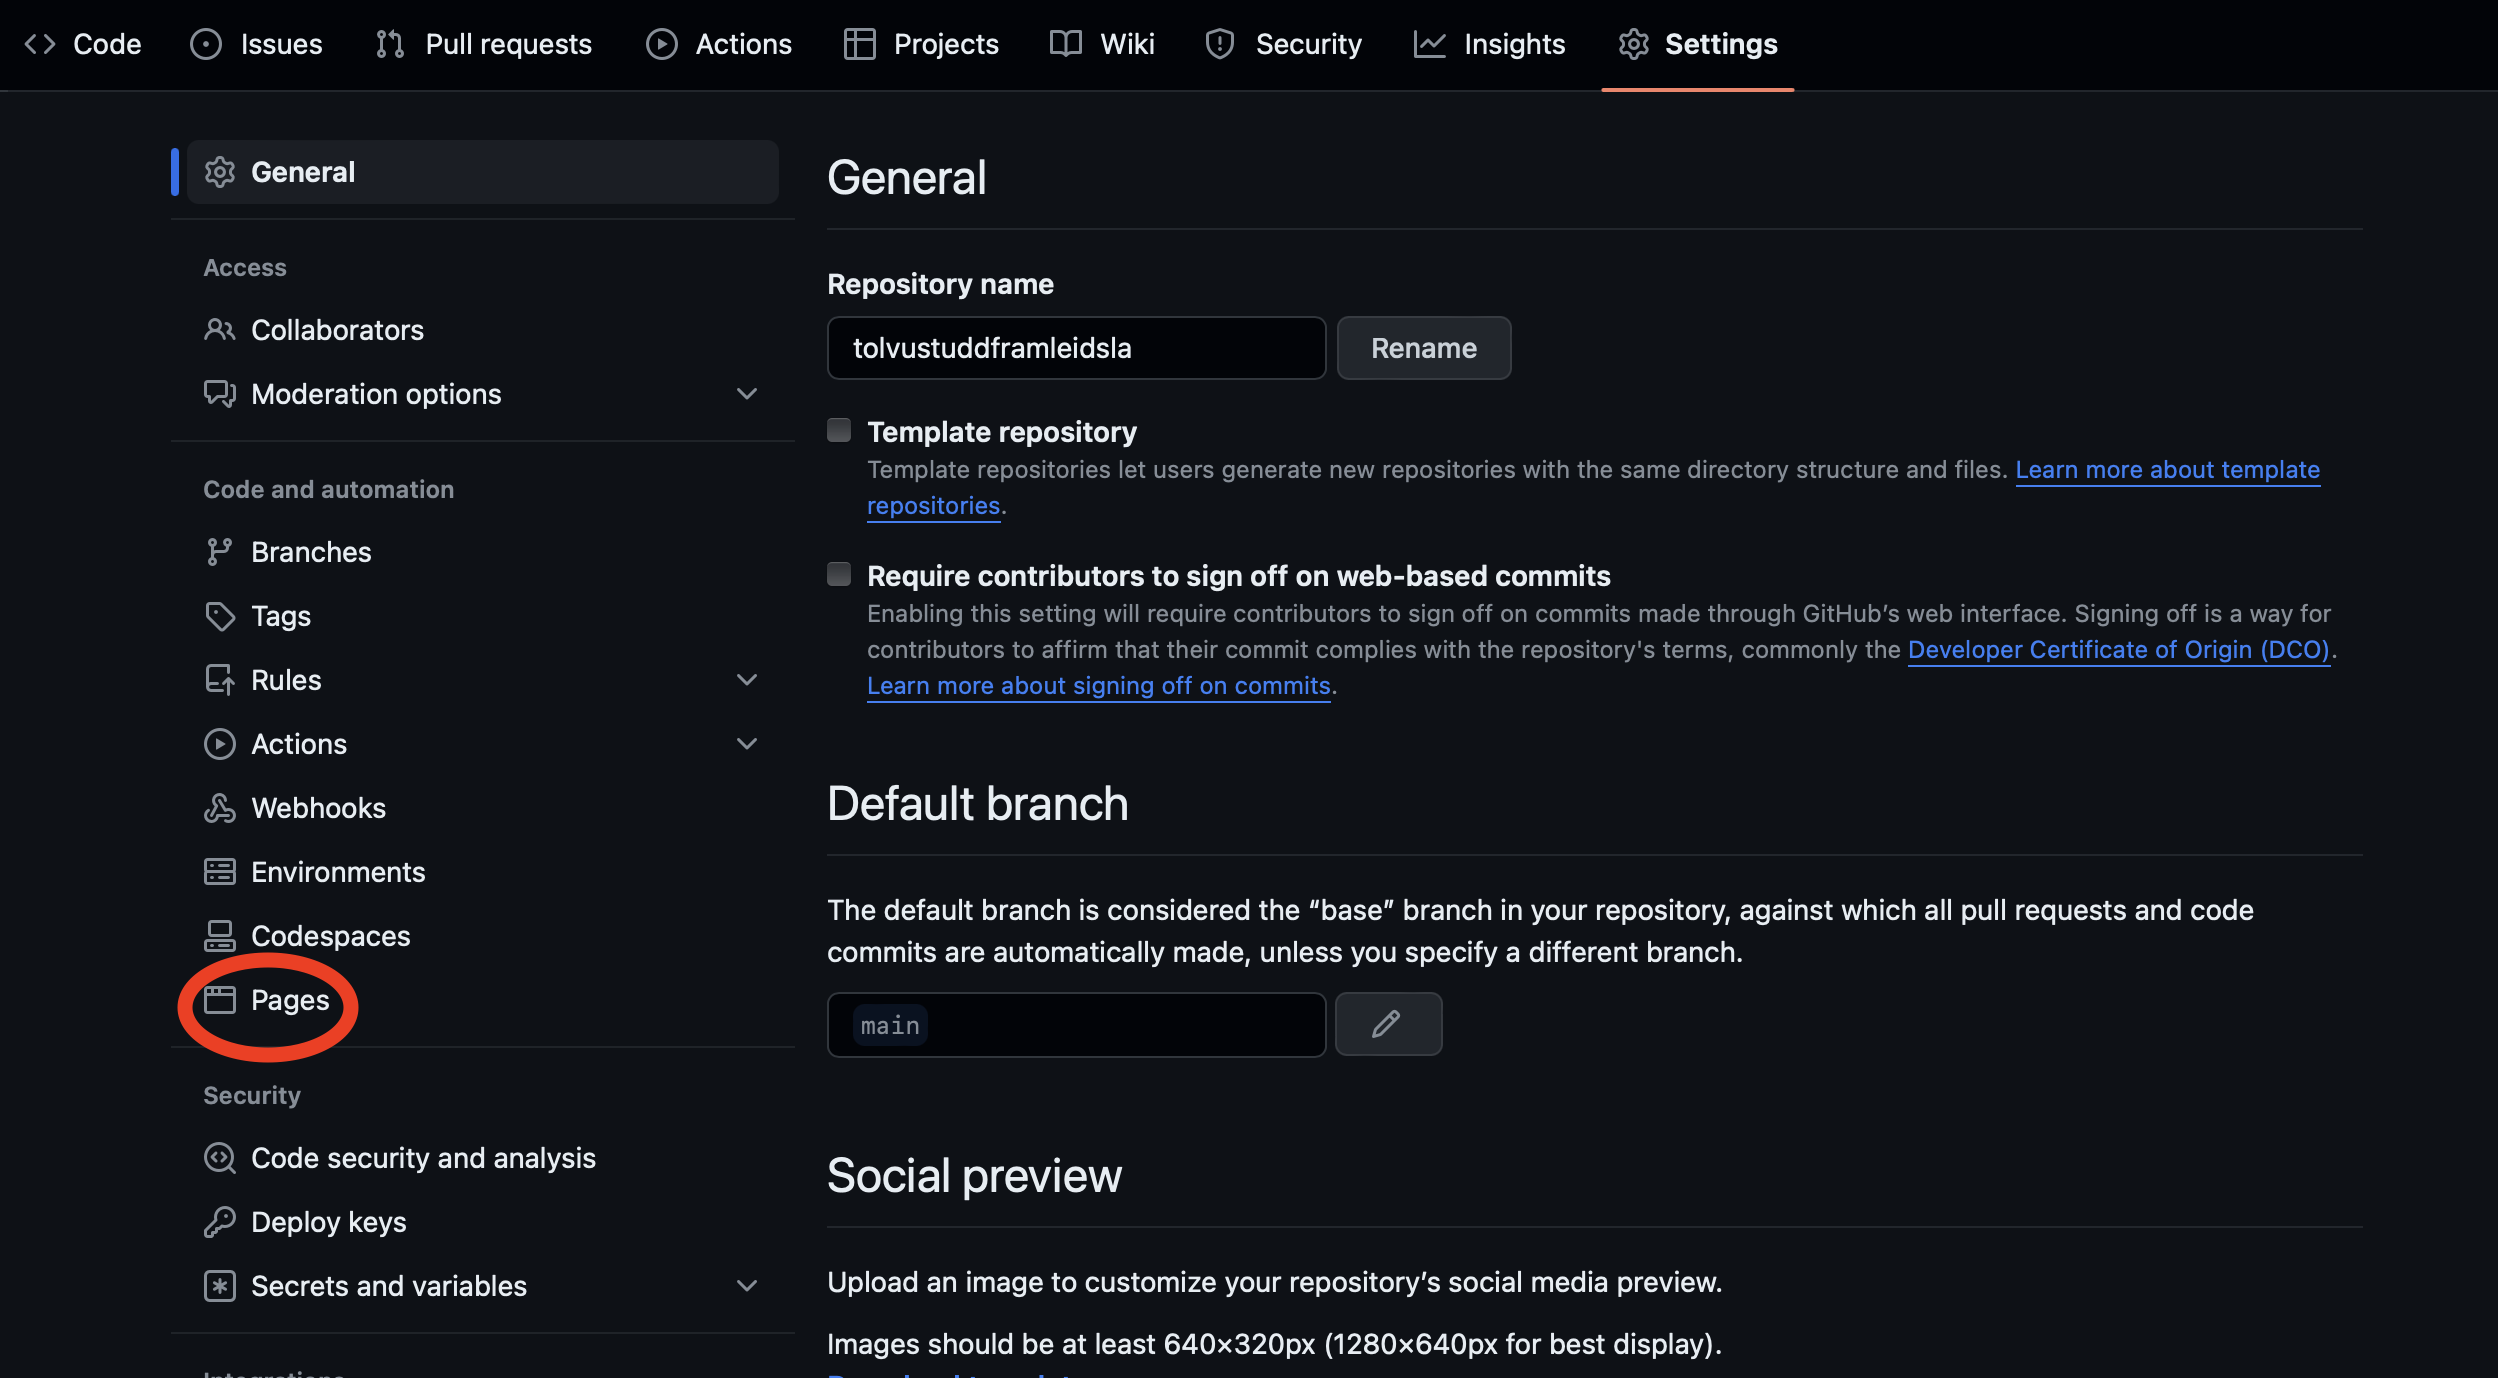 Code Issues Pull requests Actions Projects Wiki Security Insights Settings
General
Access
Collaborators
Moderation options
Code and automation
Branches
Tags
Rules
Actions
Webhooks
Environments
Codespaces
Pages
Security
Code security and analysis
Deploy keys
Secrets and variables
General
Repository name
tolvustuddframleidsla Rename
Template repository
Template repositories let users generate new repositories with the same directory structure and files. Learn more about template
repositories.
Require contributors to sign off on web-based commits
Enabling this setting will require contributors to sign off on commits made through GitHub’s web interface. Signing off is a way for
contributors to affirm that their commit complies with the repository's terms, commonly the Developer Certificate of Origin (DCO).
Learn more about signing off on commits.
Default branch
The default branch is considered the “base” branch in your repository, against which all pull requests and code
commits are automatically made, unless you specify a different branch.
main
Social preview
Upload an image to customize your repository’s social media preview.
Images should be at least 640×320px (1280×640px for best display).